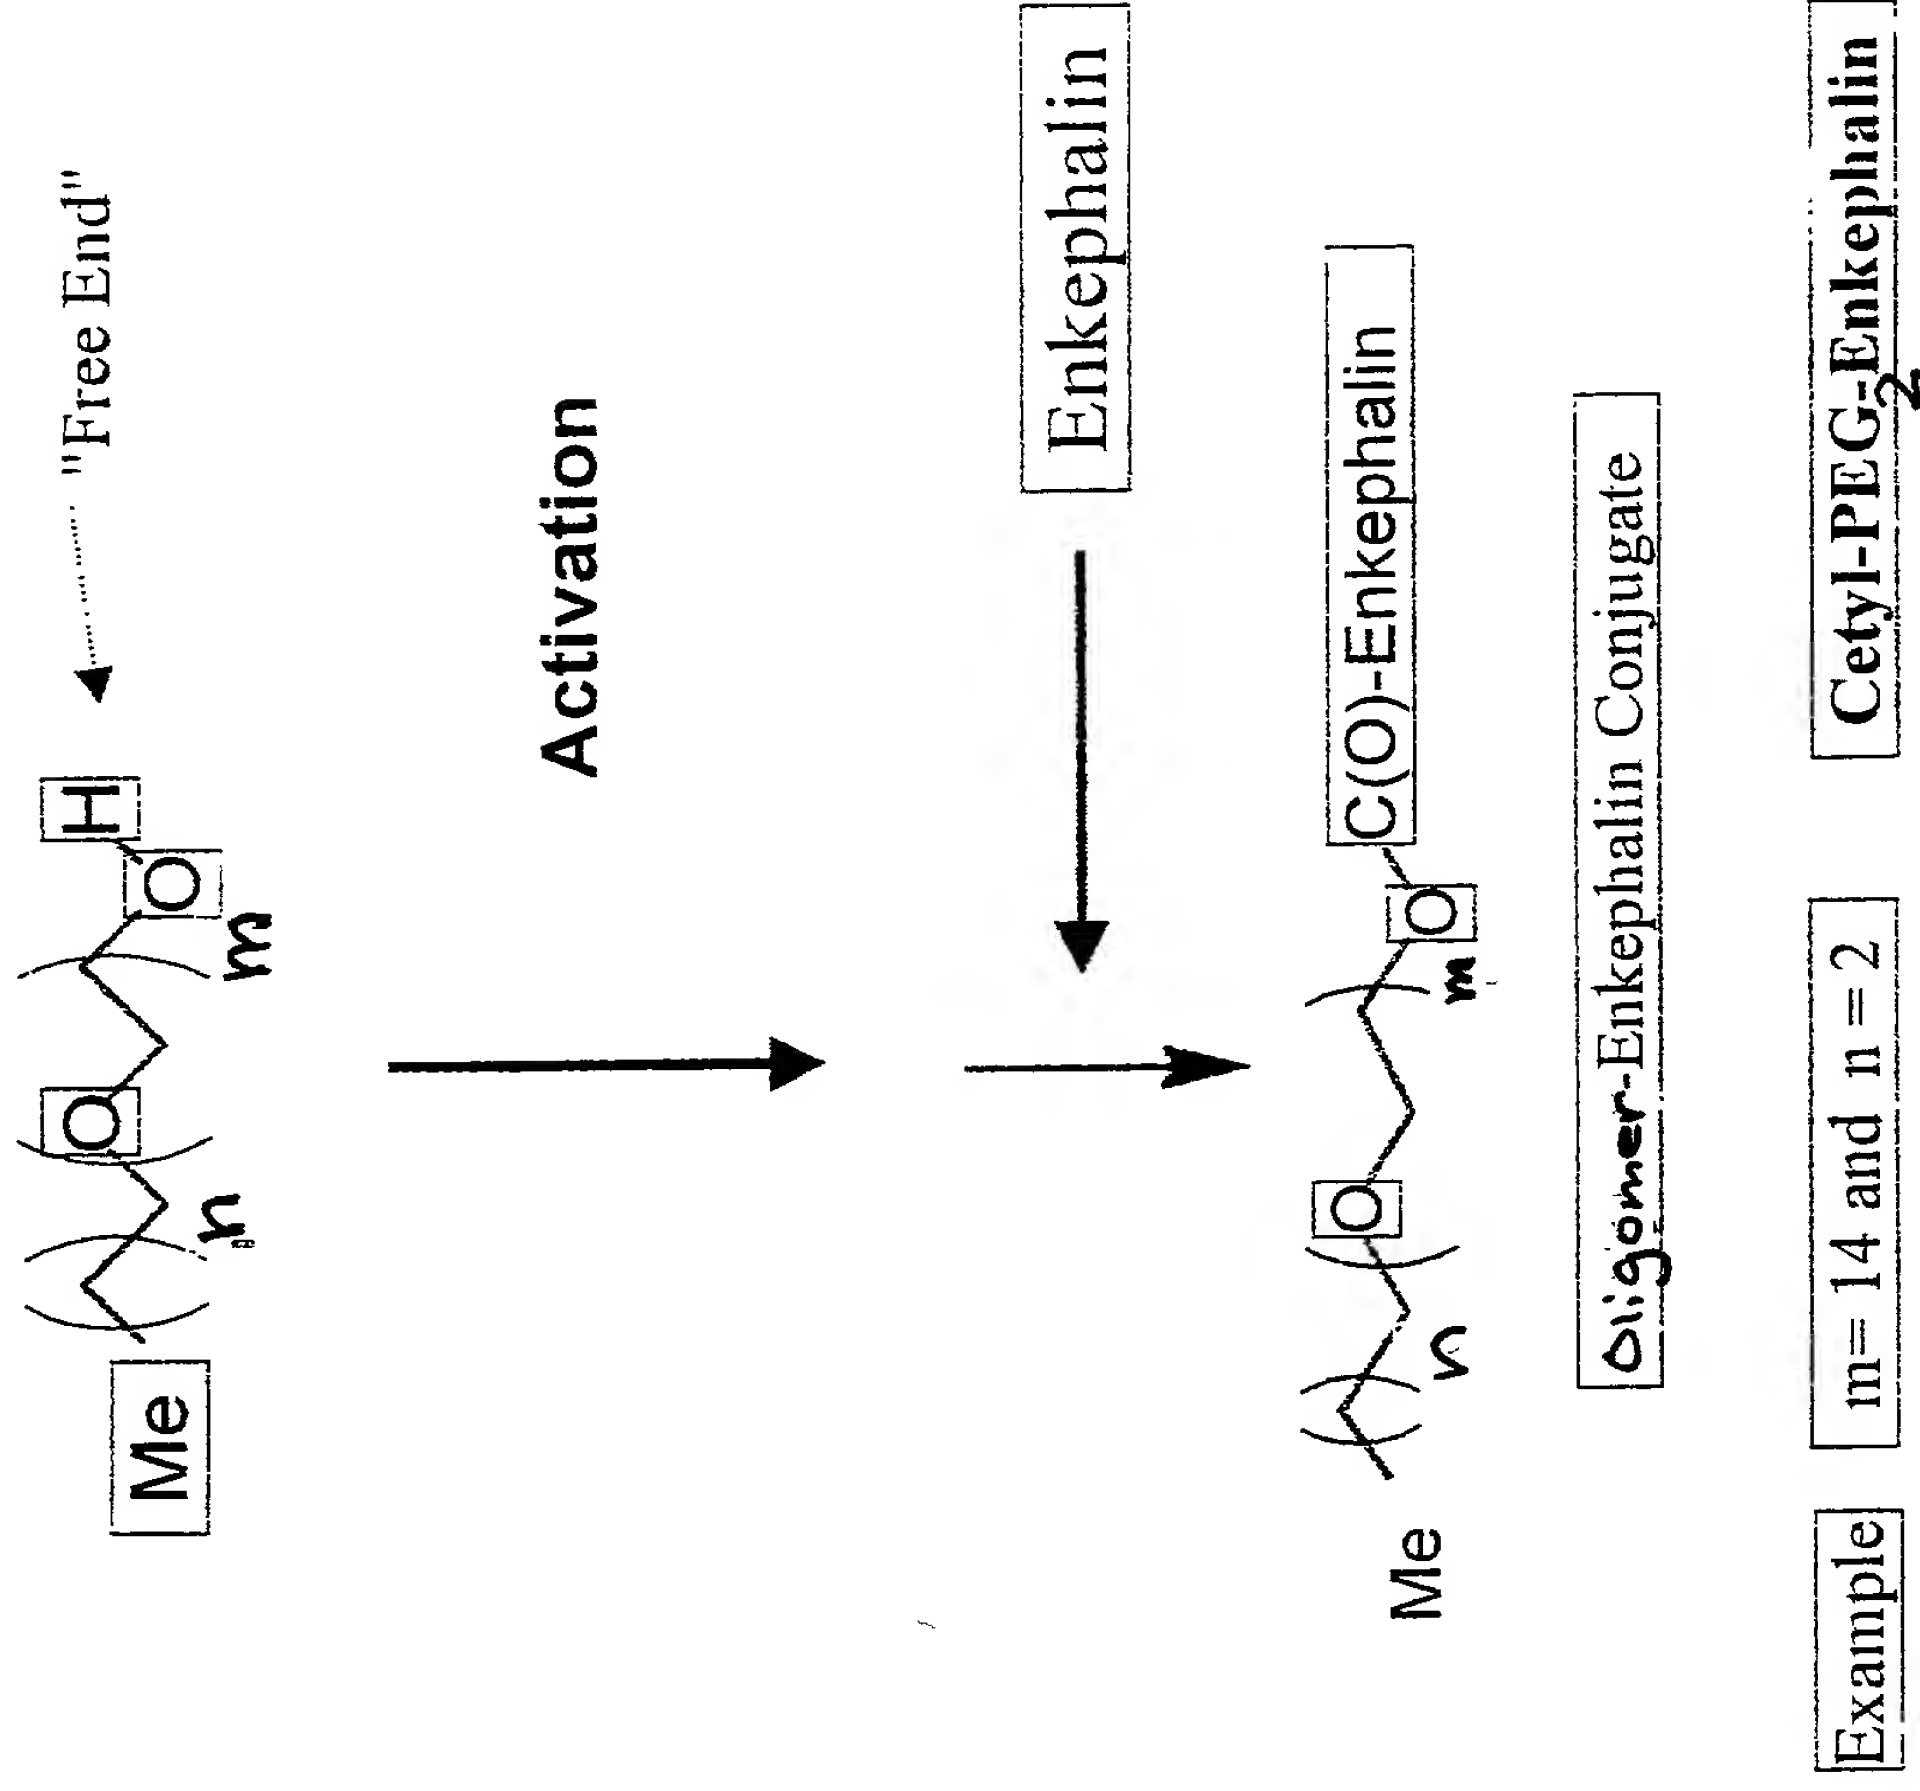 Me ( )n ( O )m O H "Free End"
Activation
Enkephalin
Me ( )n ( O )m O C(O)-Enkephalin
Oligomer-Enkephalin Conjugate
Example m= 14 and n = 2 Cetyl-PEG2-Enkephalin